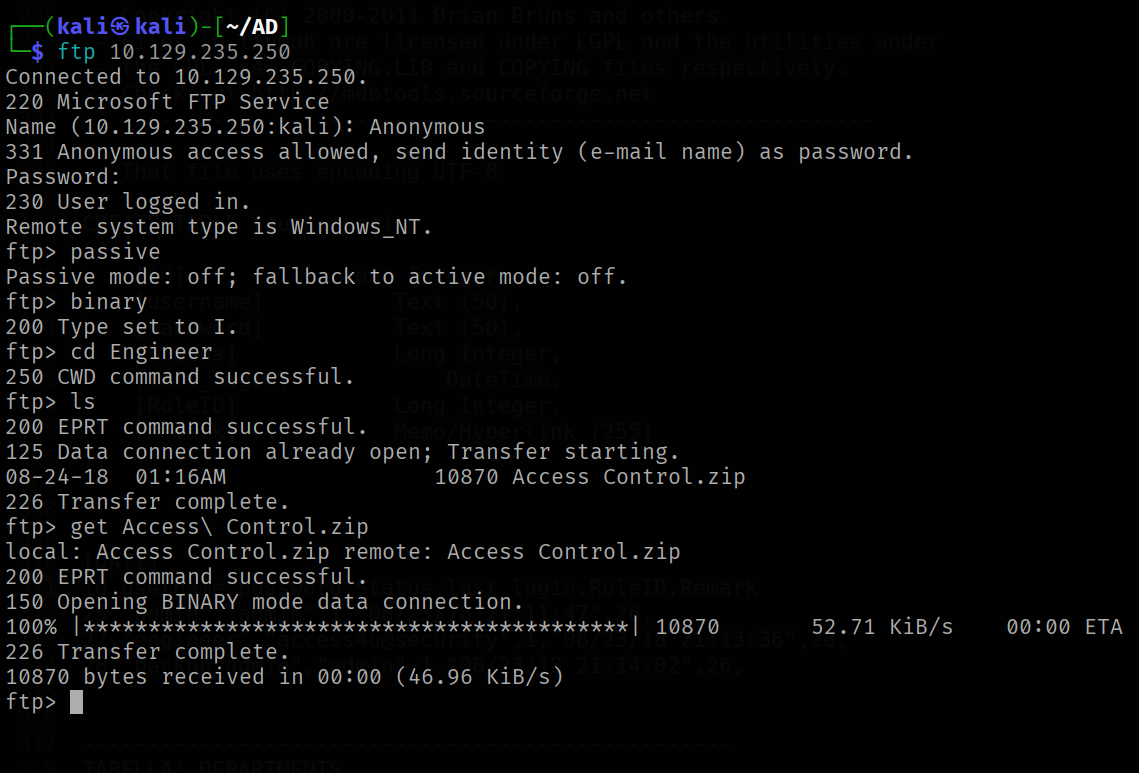 ┌──(kali㉿kali)-[~/AD]
└─$ ftp 10.129.235.250
Connected to 10.129.235.250.
220 Microsoft FTP Service
Name (10.129.235.250:kali): Anonymous
331 Anonymous access allowed, send identity (e-mail name) as password.
Password:
230 User logged in.
Remote system type is Windows_NT.
ftp> passive
Passive mode: off; fallback to active mode: off.
ftp> binary
200 Type set to I.
ftp> cd Engineer
250 CWD command successful.
ftp> ls
200 EPRT command successful.
125 Data connection already open; Transfer starting.
08-24-18  01:16AM                10870 Access Control.zip
226 Transfer complete.
ftp> get Access\ Control.zip
local: Access Control.zip remote: Access Control.zip
200 EPRT command successful.
150 Opening BINARY mode data connection.
100% |******************************************| 10870       52.71 KiB/s    00:00 ETA
226 Transfer complete.
10870 bytes received in 00:00 (46.96 KiB/s)
ftp>